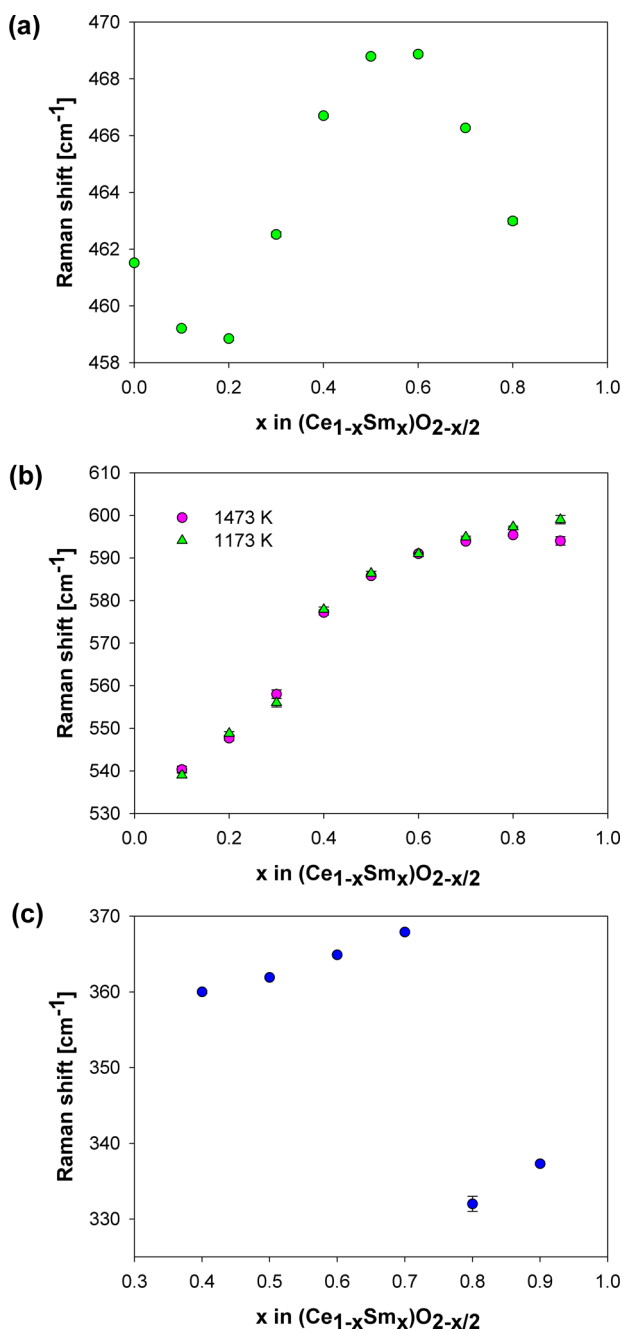 (a)
470
468
466
464
462
460
458
Raman shift [cm-1]
0.0 0.2 0.4 0.6 0.8 1.0
x in (Ce1-xSmx)O2-x/2
(b)
610
600
590
580
570
560
550
540
530
Raman shift [cm-1]
1473 K
1173 K
0.0 0.2 0.4 0.6 0.8 1.0
x in (Ce1-xSmx)O2-x/2
(c)
370
360
350
340
330
Raman shift [cm-1]
0.3 0.4 0.5 0.6 0.7 0.8 0.9 1.0
x in (Ce1-xSmx)O2-x/2